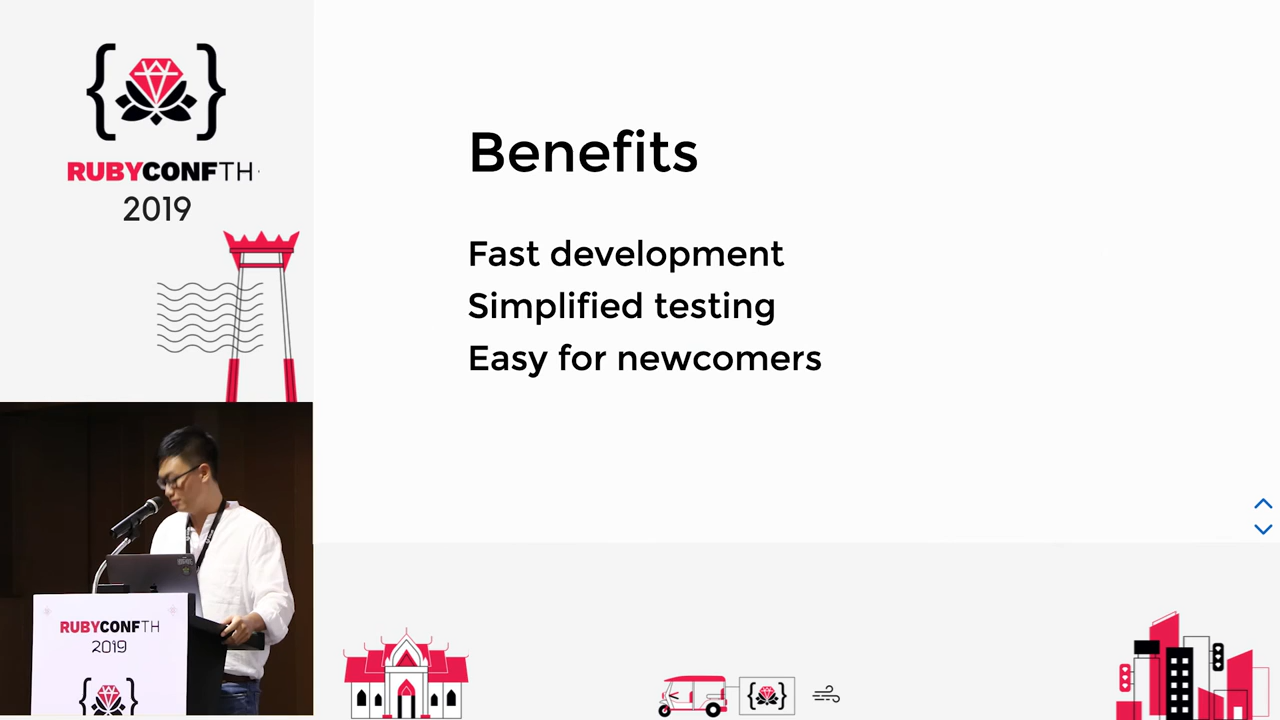 RUBYCONFTH
2019
Benefits
Fast development
Simplified testing
Easy for newcomers
RUBYCONFTH
2019